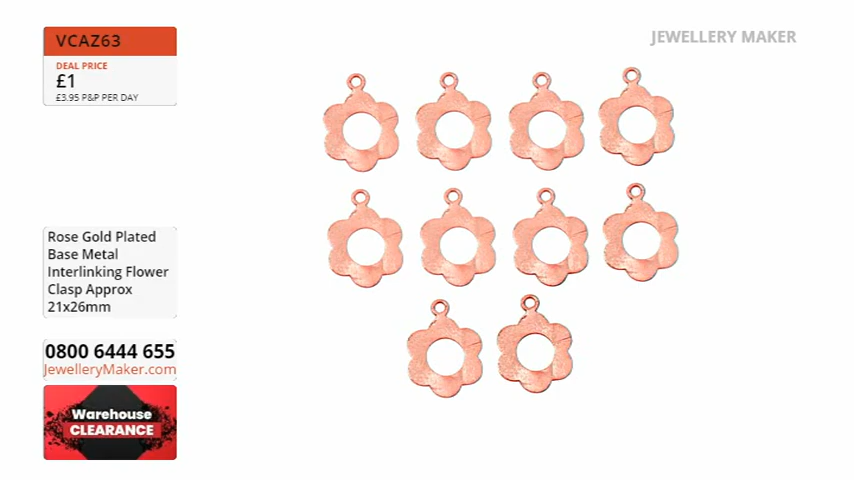 VCAZ63
DEAL PRICE
£1
£3.95 P&P PER DAY
JEWELLERY MAKER
Rose Gold Plated
Base Metal
Interlinking Flower
Clasp Approx
21x26mm
0800 6444 655
JewelleryMaker.com
Warehouse
CLEARANCE